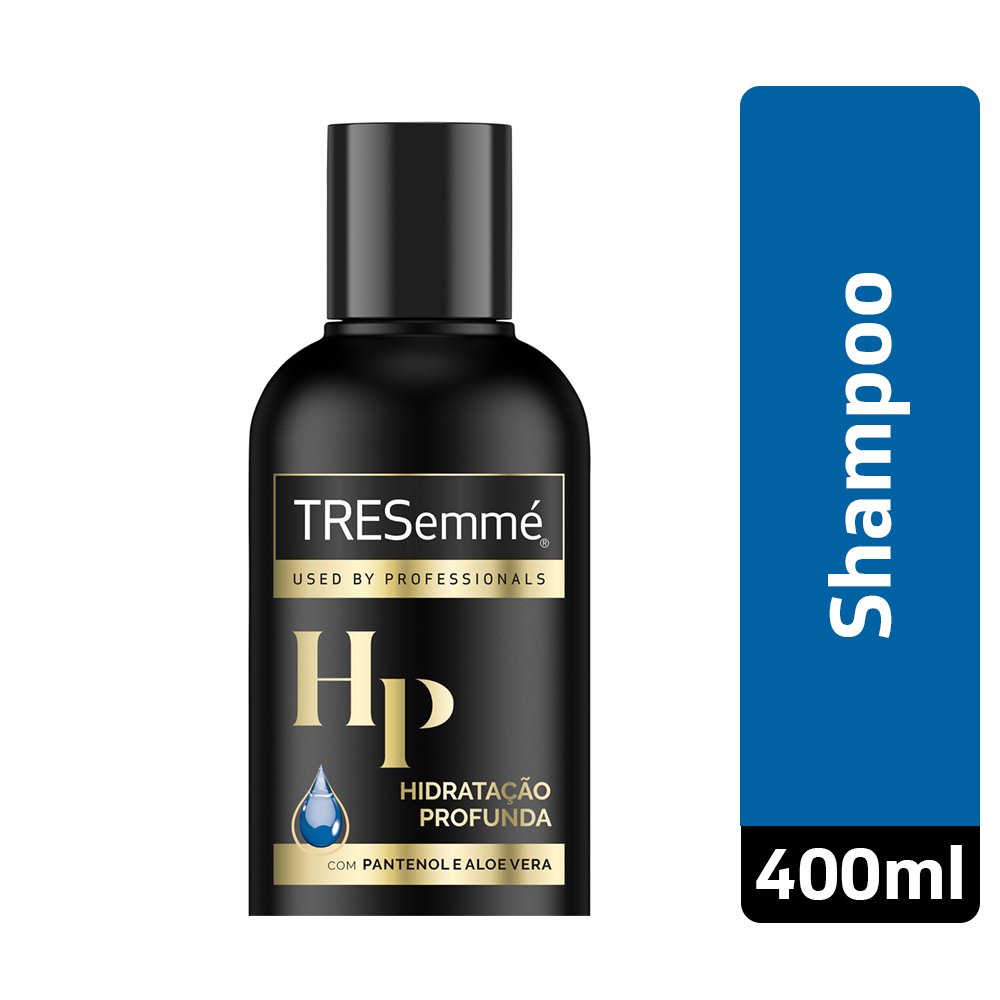 TRESemmé®
USED BY PROFESSIONALS
HP
HIDRATAÇÃO
PROFUNDA
COM PANTENOL E ALOE VERA
Shampoo
400ml